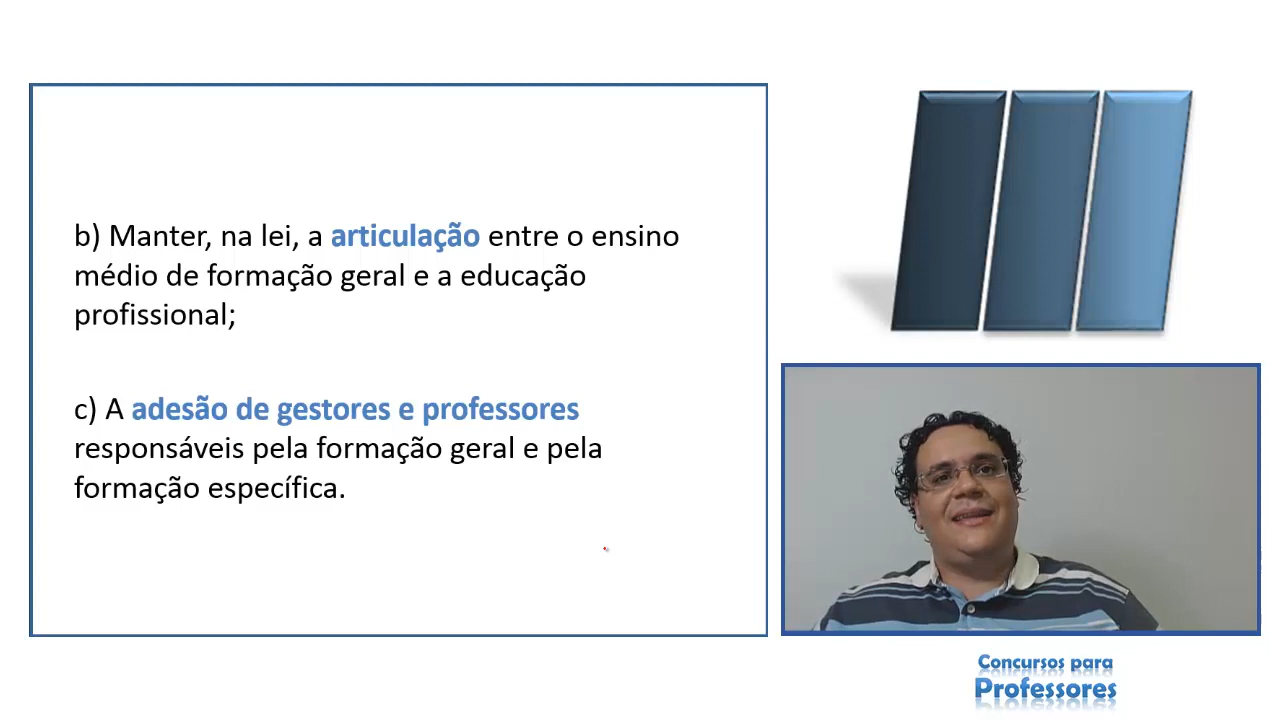 b) Manter, na lei, a articulação entre o ensino
médio de formação geral e a educação
profissional;
c) A adesão de gestores e professores
responsáveis pela formação geral e pela
formação específica.
Concursos para
Professores